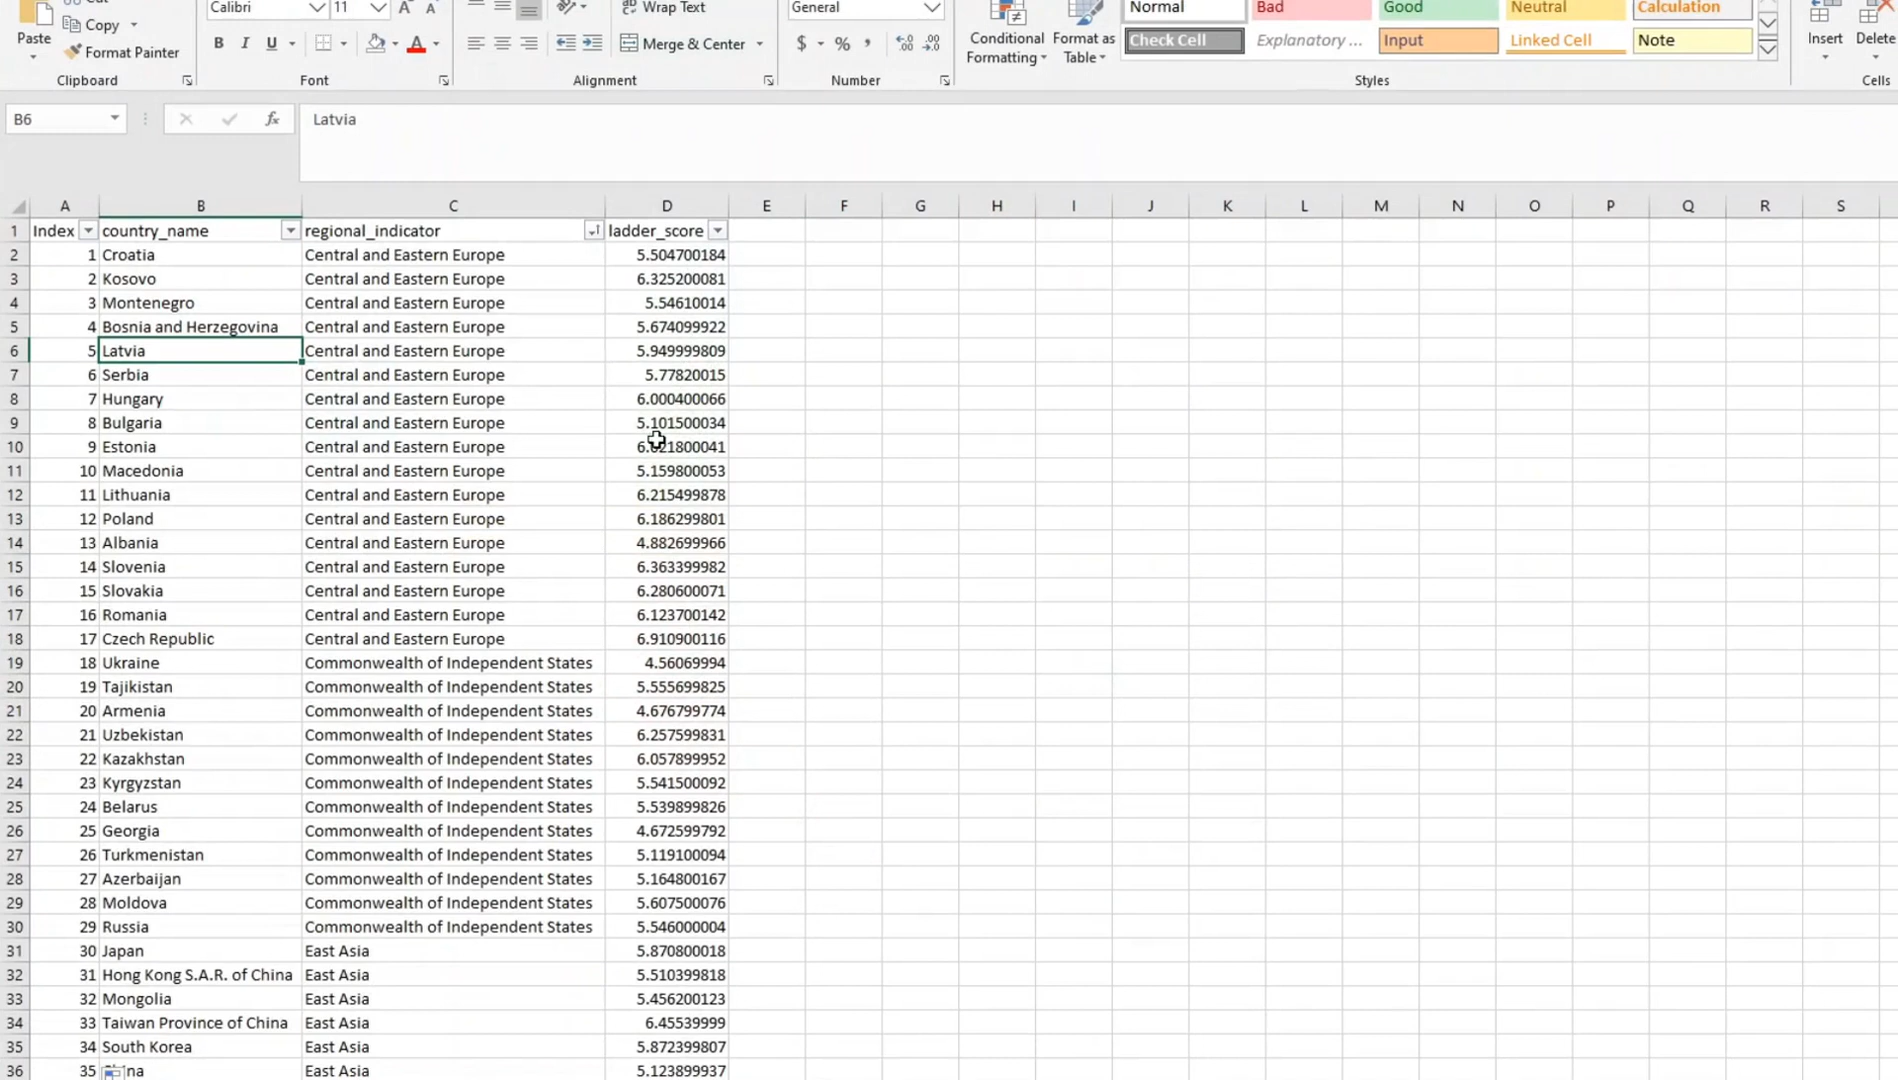 Cut Calibri 11 A A Wrap Text General Normal Bad Good Neutral Calculation
Paste Copy Format Painter B I U A Merge & Center $ % , Conditional Formatting Format as Table Check Cell Explanatory ... Input Linked Cell Note Insert Delete
Clipboard Font Alignment Number Styles Cells
B6 fx Latvia
A B C D E F G H I J K L M N O P Q R S
1 Index country_name regional_indicator ladder_score
2 1 Croatia Central and Eastern Europe 5.504700184
3 2 Kosovo Central and Eastern Europe 6.325200081
4 3 Montenegro Central and Eastern Europe 5.54610014
5 4 Bosnia and Herzegovina Central and Eastern Europe 5.674099922
6 5 Latvia Central and Eastern Europe 5.949999809
7 6 Serbia Central and Eastern Europe 5.77820015
8 7 Hungary Central and Eastern Europe 6.000400066
9 8 Bulgaria Central and Eastern Europe 5.101500034
10 9 Estonia Central and Eastern Europe
11 10 Macedonia Central and Eastern Europe 5.159800053
12 11 Lithuania Central and Eastern Europe 6.215499878
13 12 Poland Central and Eastern Europe 6.186299801
14 13 Albania Central and Eastern Europe 4.882699966
15 14 Slovenia Central and Eastern Europe 6.363399982
16 15 Slovakia Central and Eastern Europe 6.280600071
17 16 Romania Central and Eastern Europe 6.123700142
18 17 Czech Republic Central and Eastern Europe 6.910900116
19 18 Ukraine Commonwealth of Independent States 4.56069994
20 19 Tajikistan Commonwealth of Independent States 5.555699825
21 20 Armenia Commonwealth of Independent States 4.676799774
22 21 Uzbekistan Commonwealth of Independent States 6.257599831
23 22 Kazakhstan Commonwealth of Independent States 6.057899952
24 23 Kyrgyzstan Commonwealth of Independent States 5.541500092
25 24 Belarus Commonwealth of Independent States 5.539899826
26 25 Georgia Commonwealth of Independent States 4.672599792
27 26 Turkmenistan Commonwealth of Independent States 5.119100094
28 27 Azerbaijan Commonwealth of Independent States 5.164800167
29 28 Moldova Commonwealth of Independent States 5.607500076
30 29 Russia Commonwealth of Independent States 5.546000004
31 30 Japan East Asia 5.870800018
32 31 Hong Kong S.A.R. of China East Asia 5.510399818
33 32 Mongolia East Asia 5.456200123
34 33 Taiwan Province of China East Asia 6.45539999
35 34 South Korea East Asia 5.872399807
36 35 China East Asia 5.123899937